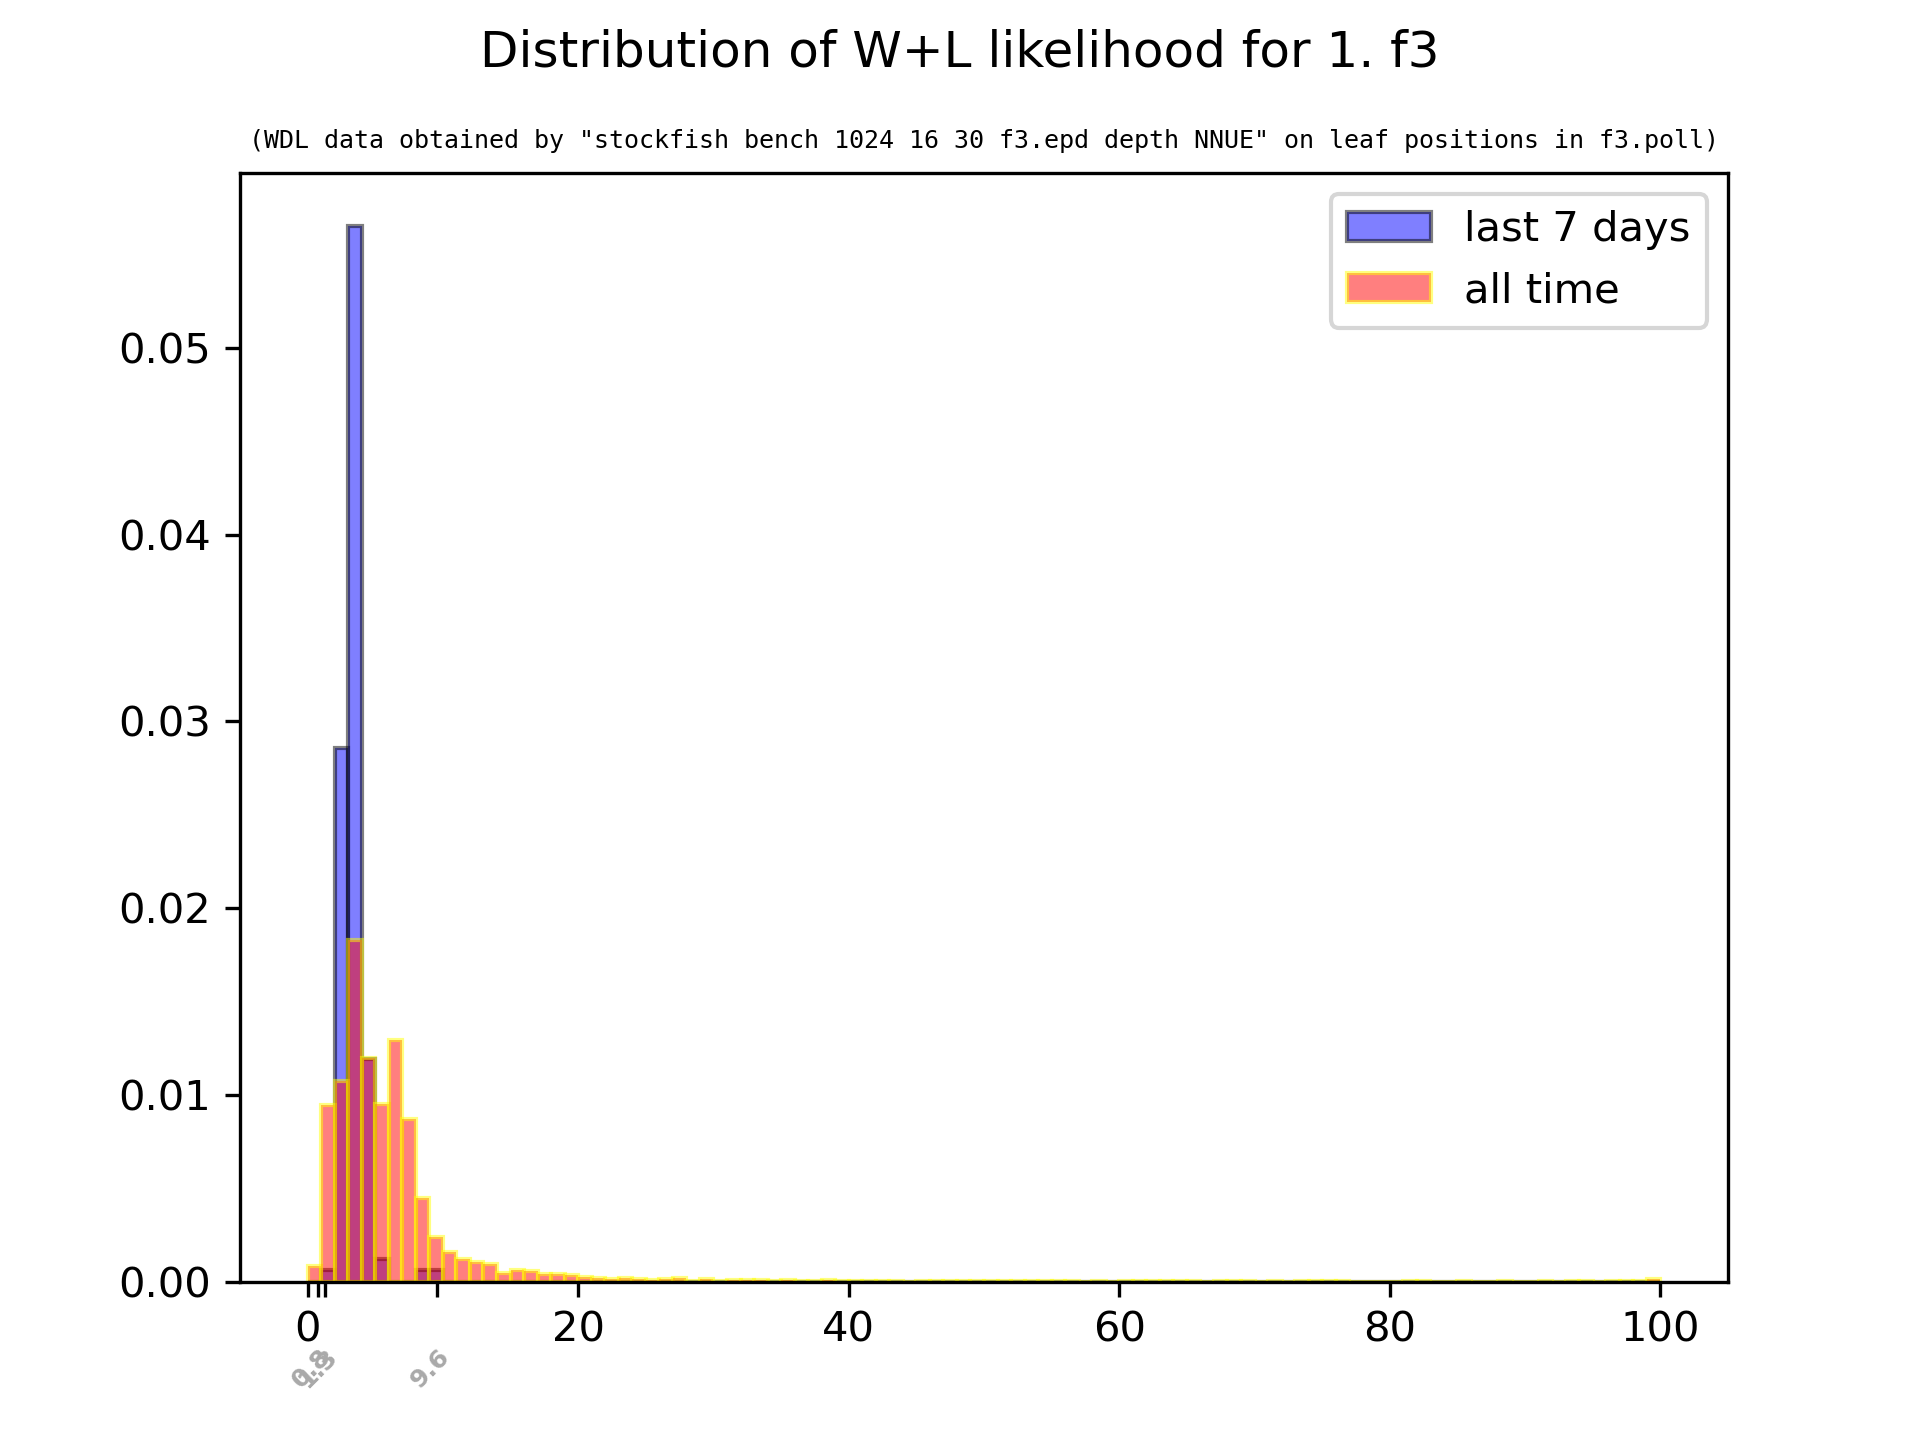 Distribution of W+L likelihood for 1. f3
(WDL data obtained by "stockfish bench 1024 16 30 f3.epd depth NNUE" on leaf positions in f3.poll)
last 7 days
all time
0.05
0.04
0.03
0.02
0.01
0.00
0 20 40 60 80 100
9.6